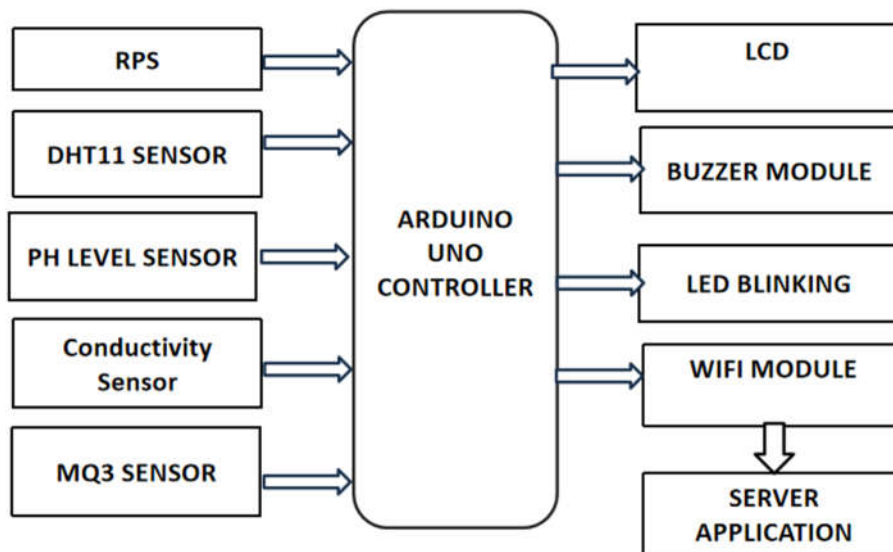 RPS
DHT11 SENSOR
PH LEVEL SENSOR
Conductivity
Sensor
MQ3 SENSOR
ARDUINO
UNO
CONTROLLER
LCD
BUZZER MODULE
LED BLINKING
WIFI MODULE
SERVER
APPLICATION